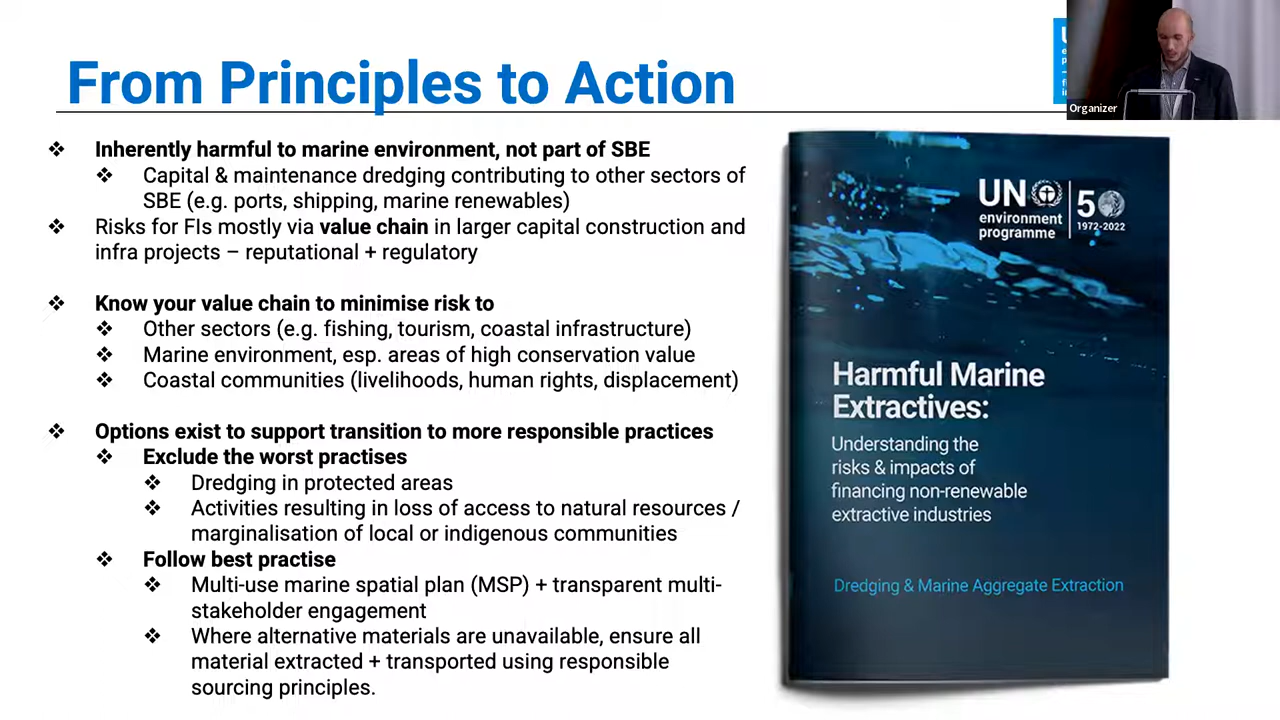 From Principles to Action
Organizer
❖ Inherently harmful to marine environment, not part of SBE
❖ Capital & maintenance dredging contributing to other sectors of
SBE (e.g. ports, shipping, marine renewables)
❖ Risks for FIs mostly via value chain in larger capital construction and
infra projects – reputational + regulatory
❖ Know your value chain to minimise risk to
❖ Other sectors (e.g. fishing, tourism, coastal infrastructure)
❖ Marine environment, esp. areas of high conservation value
❖ Coastal communities (livelihoods, human rights, displacement)
❖ Options exist to support transition to more responsible practices
❖ Exclude the worst practises
❖ Dredging in protected areas
❖ Activities resulting in loss of access to natural resources /
marginalisation of local or indigenous communities
❖ Follow best practise
❖ Multi-use marine spatial plan (MSP) + transparent multi-
stakeholder engagement
❖ Where alternative materials are unavailable, ensure all
material extracted + transported using responsible
sourcing principles.
UN
environment
programme
50
1972-2022
Harmful Marine
Extractives:
Understanding the
risks & impacts of
financing non-renewable
extractive industries
Dredging & Marine Aggregate Extraction